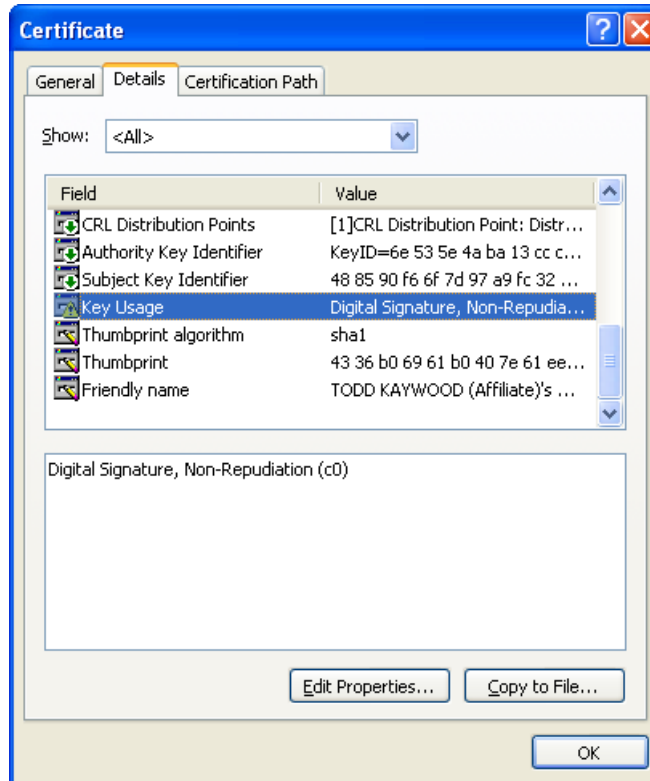 Certificate
General Details Certification Path
Show: <All>
Field Value
CRL Distribution Points [1]CRL Distribution Point: Distr...
Authority Key Identifier KeyID=6e 53 5e 4a ba 13 cc c...
Subject Key Identifier 48 85 90 f6 6f 7d 97 a9 fc 32 ...
Key Usage Digital Signature, Non-Repudia...
Thumbprint algorithm sha1
Thumbprint 43 36 b0 69 61 b0 40 7e 61 ee...
Friendly name TODD KAYWOOD (Affiliate)'s ...
Digital Signature, Non-Repudiation (c0)
Edit Properties... Copy to File...
OK